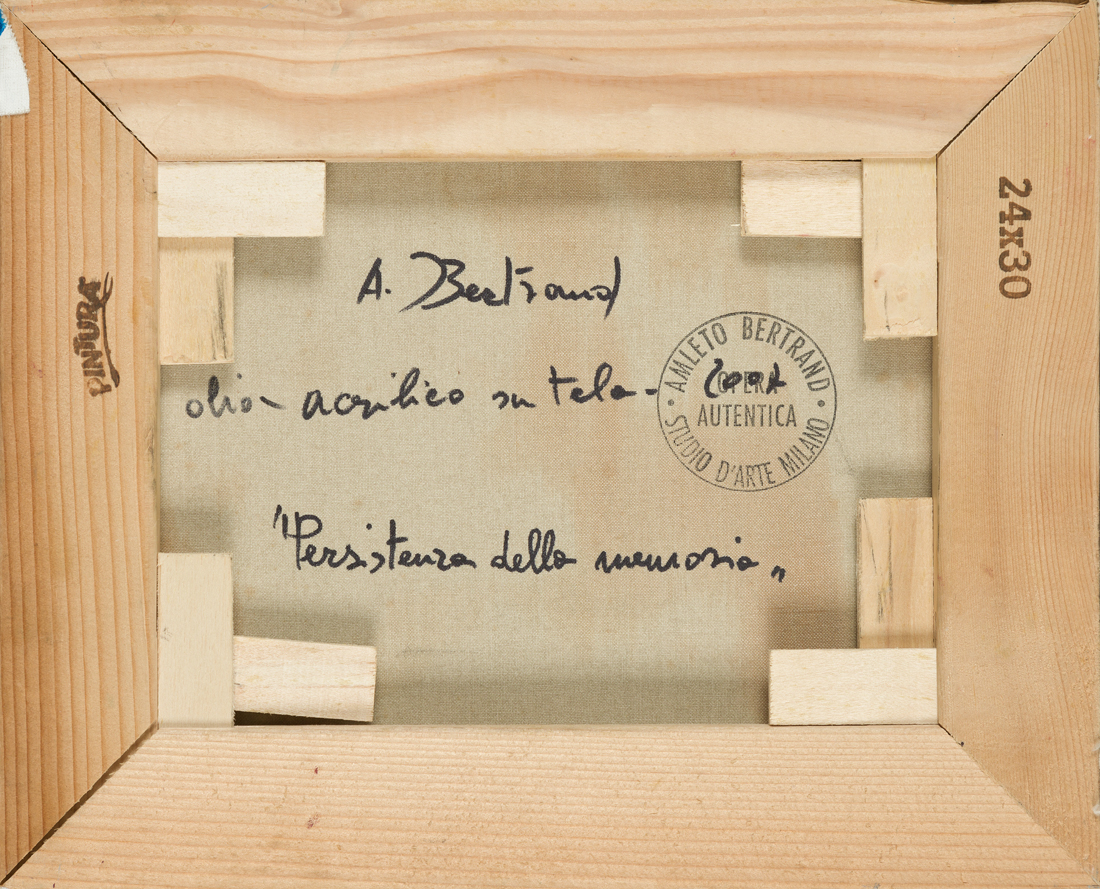 24x30
PINTURA
A. Bertrand
olio - acrilico su tela -
AMLETO BERTRAND
OPERA
AUTENTICA
STUDIO D'ARTE MILANO
"Persistenza della memoria"